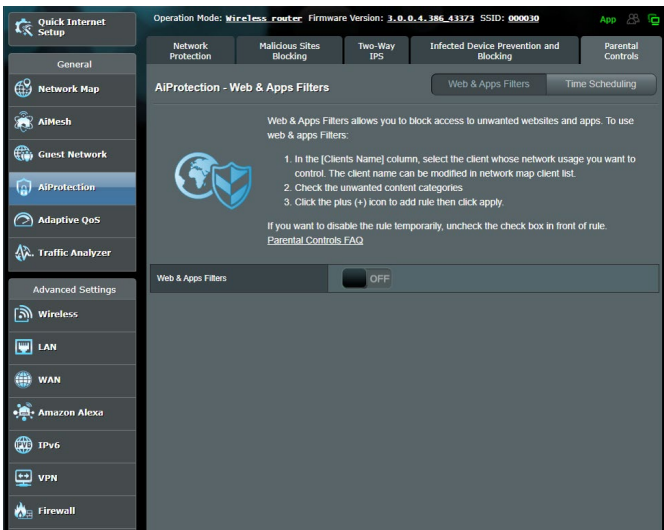 Quick Internet
Setup
Operation Mode: Wireless router Firmware Version: 3.0.0.4.386_43373 SSID: 000030
App
General
Network Map
AiMesh
Guest Network
AiProtection
Adaptive QoS
Traffic Analyzer
Advanced Settings
Wireless
LAN
WAN
Amazon Alexa
IPv6
VPN
Firewall
Network
Protection
Malicious Sites
Blocking
Two-Way
IPS
Infected Device Prevention and
Blocking
Parental
Controls
AiProtection - Web & Apps Filters
Web & Apps Filters
Time Scheduling
Web & Apps Filters allows you to block access to unwanted websites and apps. To use
web & apps Filters:
1. In the [Clients Name] column, select the client whose network usage you want to
control. The client name can be modified in network map client list.
2. Check the unwanted content categories
3. Click the plus (+) icon to add rule then click apply.
If you want to disable the rule temporarily, uncheck the check box in front of rule.
Parental Controls FAQ
Web & Apps Filters
OFF